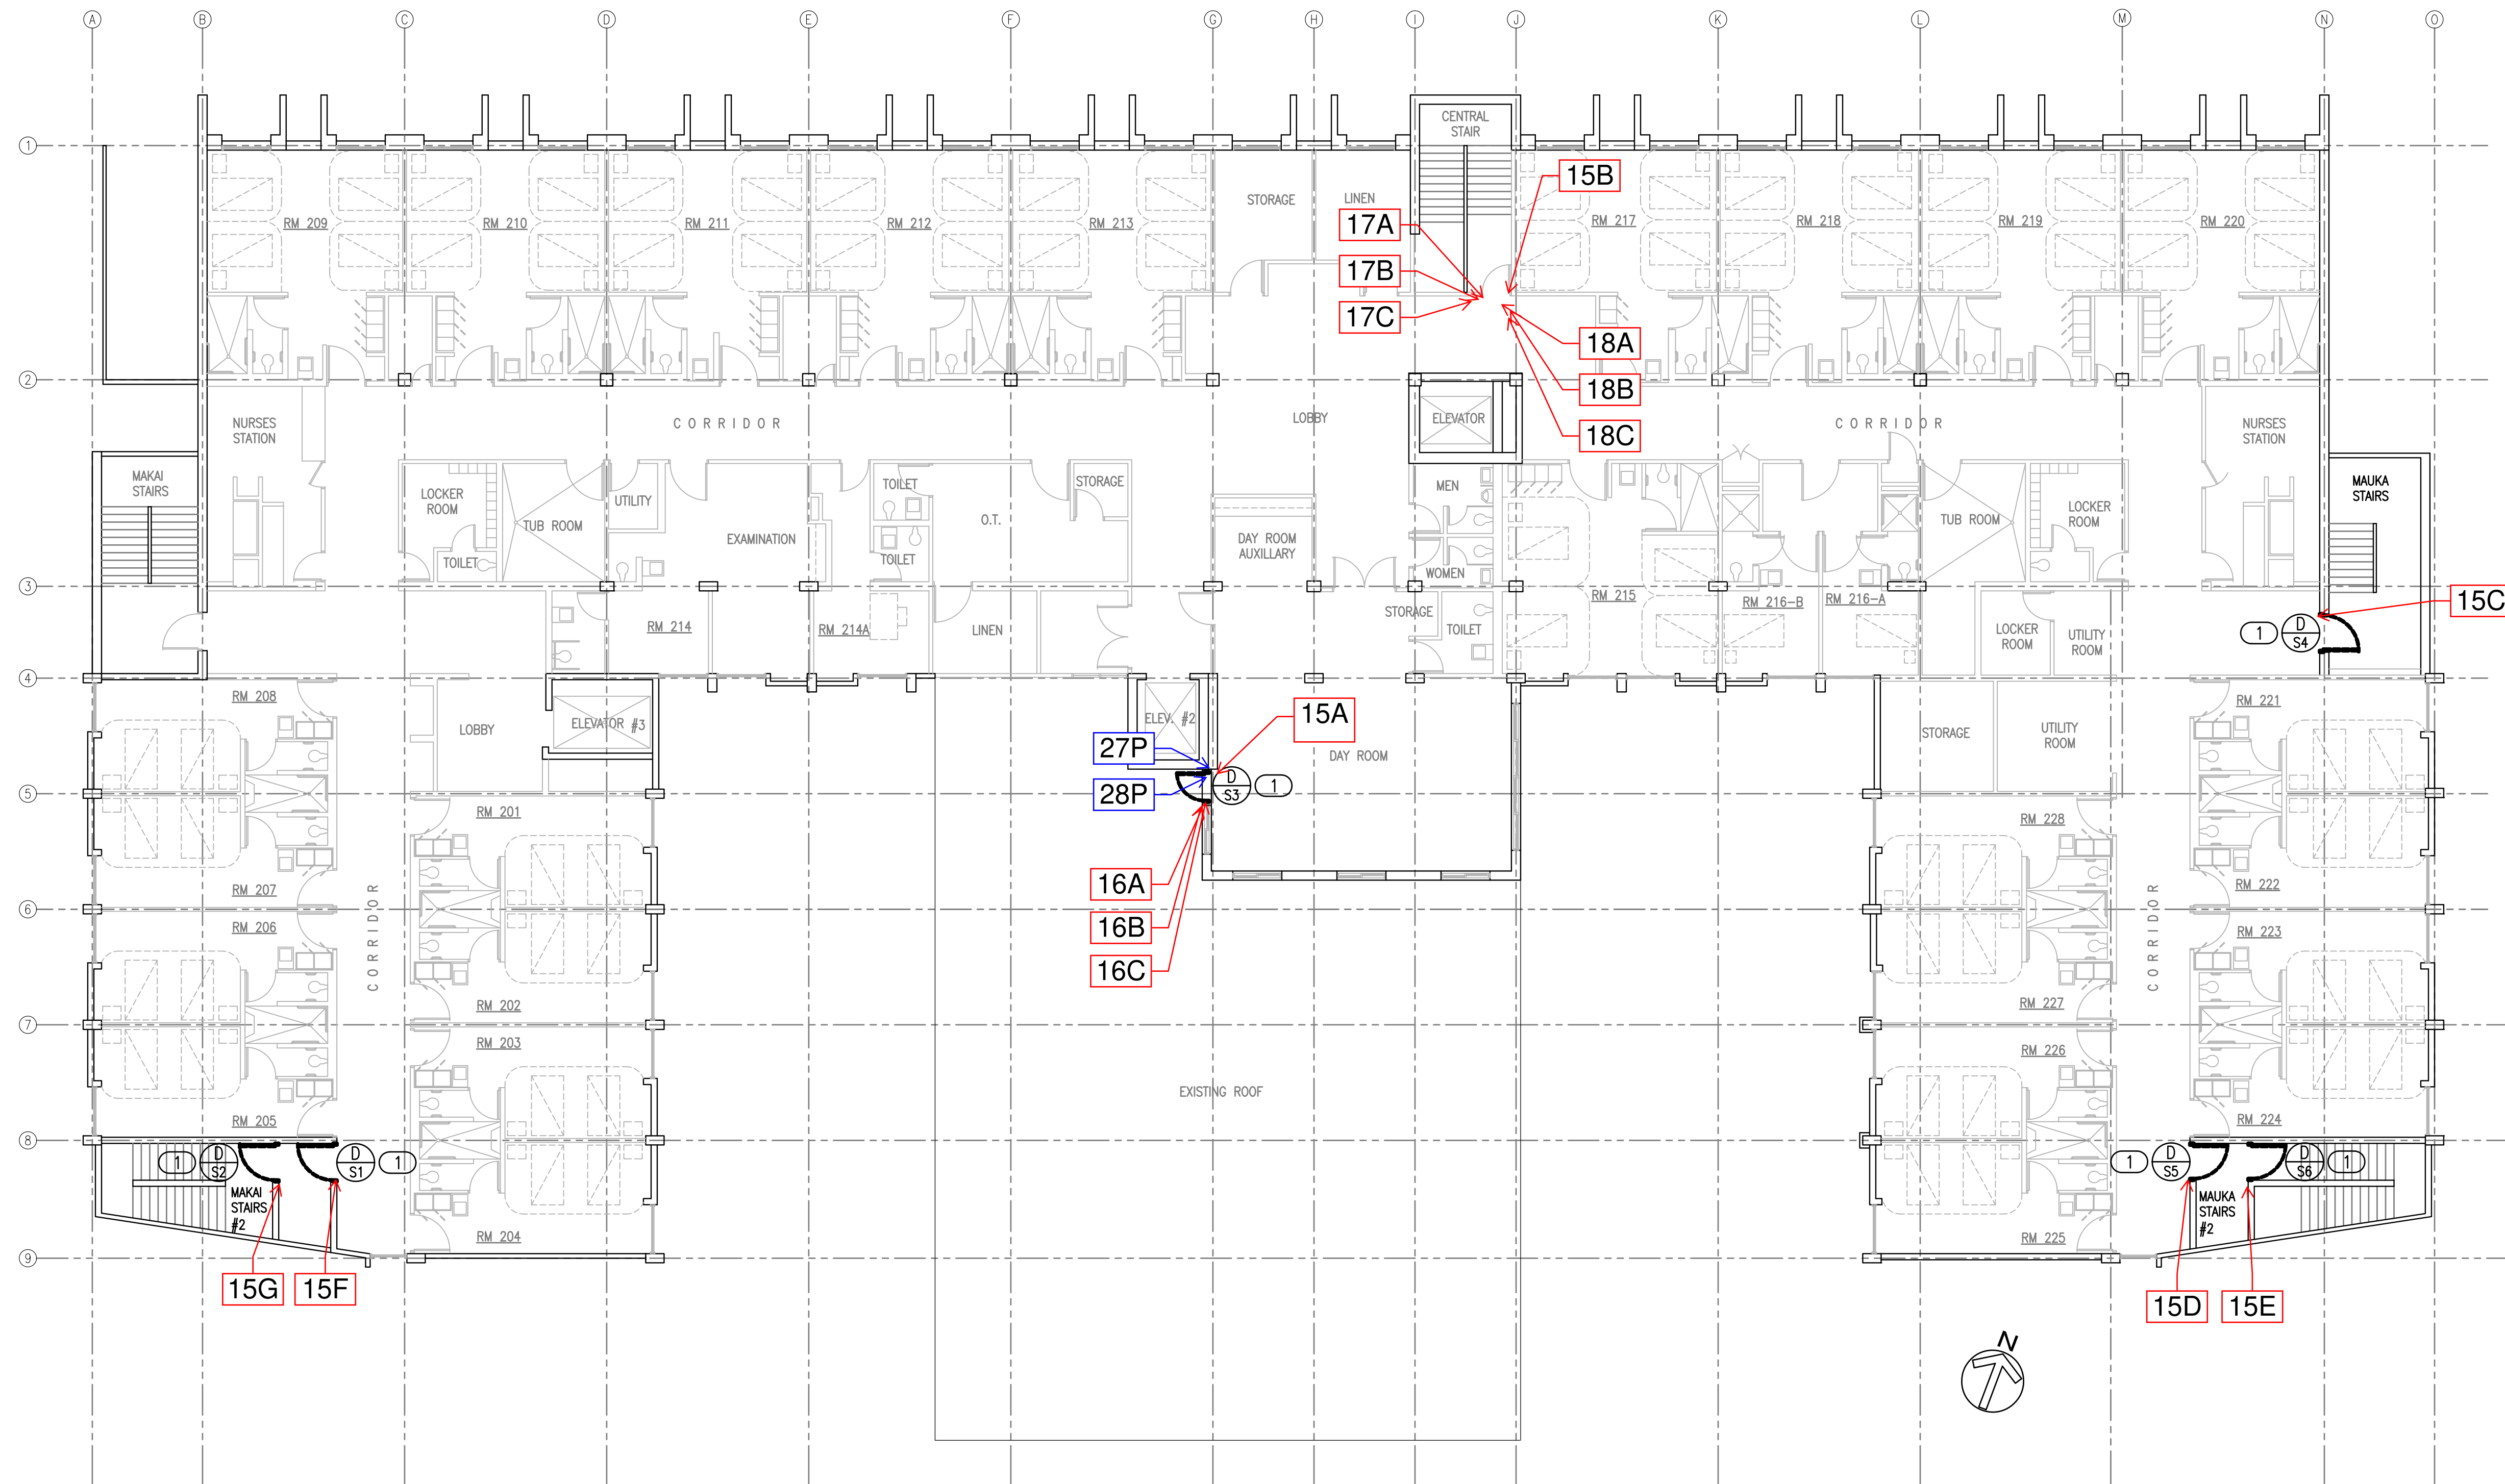 A B C D E F G H I J K L M N O
CENTRAL
STAIR
1
15B
STORAGE
LINEN
17A
RM 209
RM 210
RM 211
RM 212
RM 213
RM 217
RM 218
RM 219
RM 220
17B
17C
18A
2
18B
NURSES
STATION
CORRIDOR
LOBBY
ELEVATOR
CORRIDOR
NURSES
STATION
18C
MAKAI
STAIRS
LOCKER
ROOM
UTILITY
TUB ROOM
TOILET
EXAMINATION
TOILET
TOILET
O.T.
STORAGE
DAY ROOM
AUXILLARY
MEN
WOMEN
TUB ROOM
LOCKER
ROOM
MAUKA
STAIRS
3
15C
RM 214
RM 214A
LINEN
STORAGE
TOILET
RM 215
RM 216-B
RM 216-A
LOCKER
ROOM
UTILITY
ROOM
1
D
S4
4
RM 208
LOBBY
ELEVATOR #3
ELEV. #2
15A
27P
28P
D
S3
1
DAY ROOM
STORAGE
UTILITY
ROOM
RM 221
5
RM 201
RM 228
16A
RM 207
RM 222
6
RM 206
CORRIDOR
16B
CORRIDOR
RM 223
16C
RM 202
RM 227
7
RM 203
RM 226
EXISTING ROOF
RM 205
RM 224
8
1
D
S2
D
S1
1
1
D
S5
D
S6
1
MAKAI
STAIRS
#2
MAUKA
STAIRS
#2
RM 204
RM 225
9
15G
15F
15D
15E
N